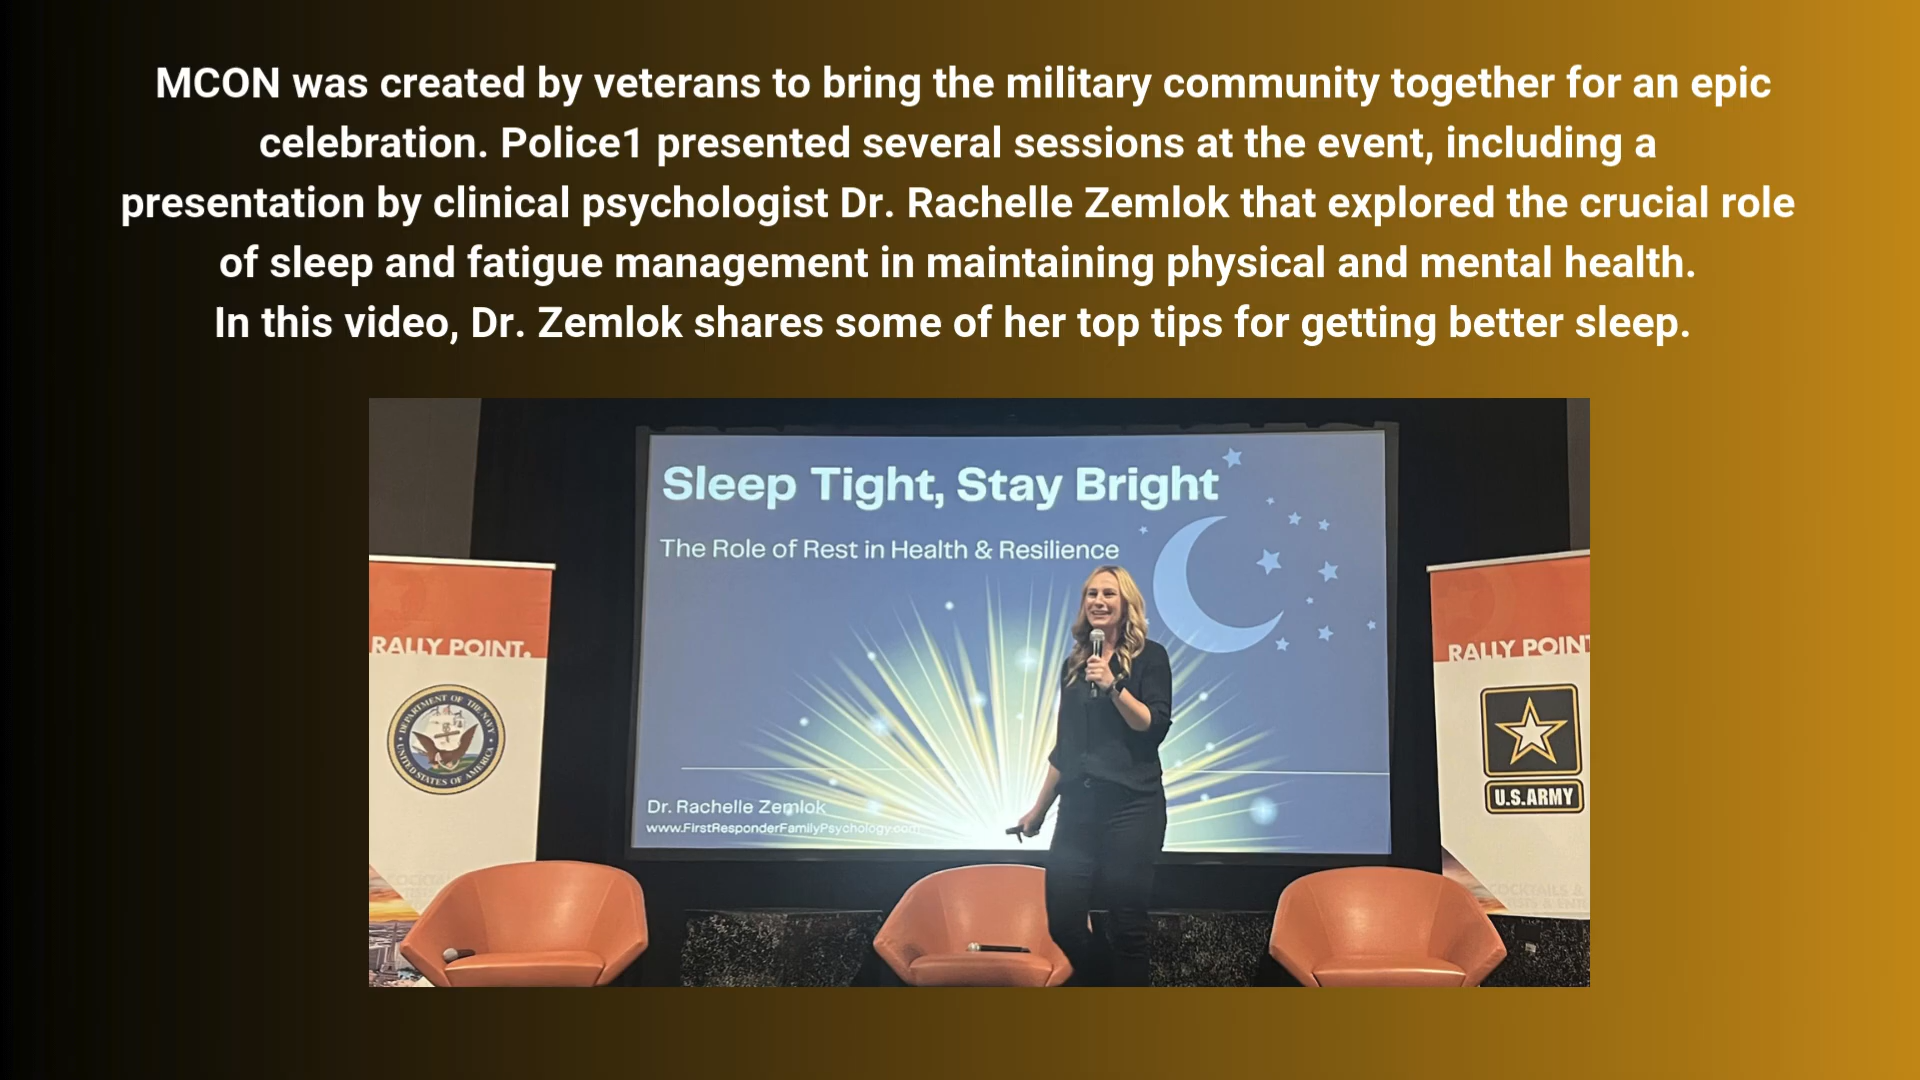 MCON was created by veterans to bring the military community together for an epic
celebration. Police1 presented several sessions at the event, including a
presentation by clinical psychologist Dr. Rachelle Zemlok that explored the crucial role
of sleep and fatigue management in maintaining physical and mental health.
In this video, Dr. Zemlok shares some of her top tips for getting better sleep.
Sleep Tight, Stay Bright
The Role of Rest in Health & Resilience
RALLY POINT.
RALLY POINT
DEPARTMENT OF THE NAVY
UNITED STATES OF AMERICA
U.S.ARMY
Dr. Rachelle Zemlok
www.FirstResponderFamilyPsychology.com
COCKTAILS &